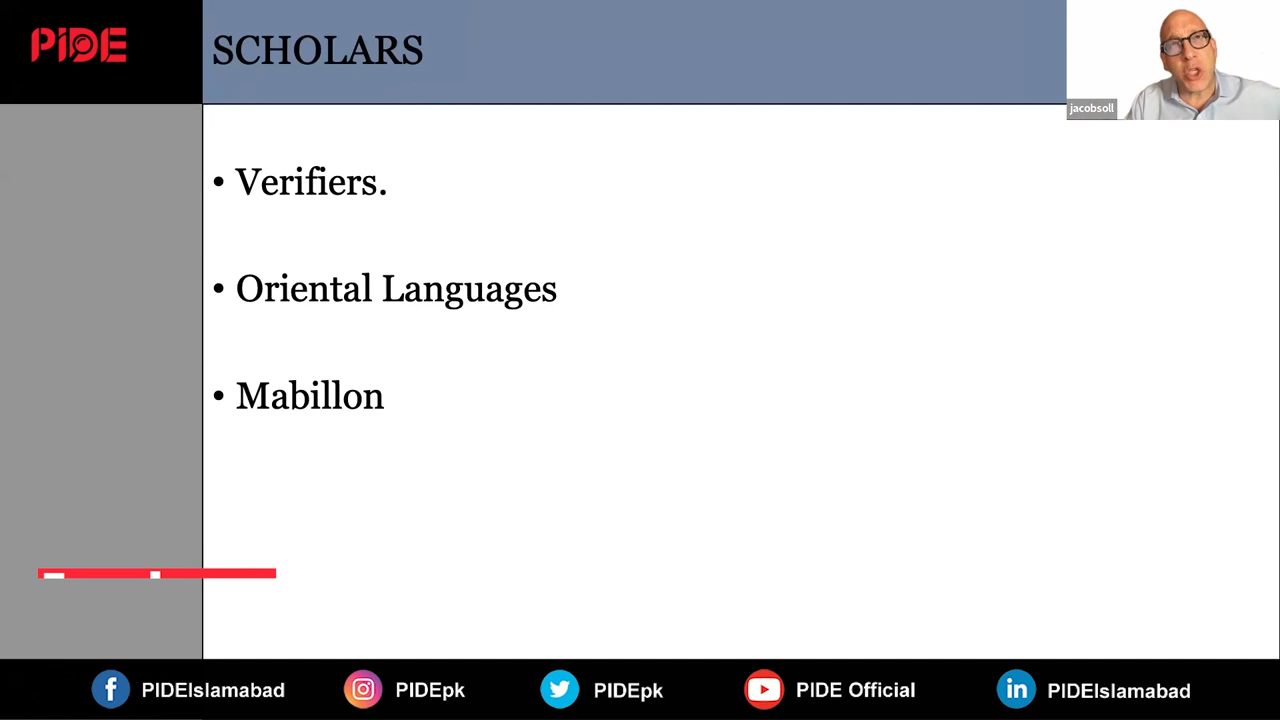 PIDE
SCHOLARS
jacobsoll
• Verifiers.
• Oriental Languages
• Mabillon
PIDEIslamabad
PIDEpk
PIDEpk
PIDE Official
PIDEIslamabad